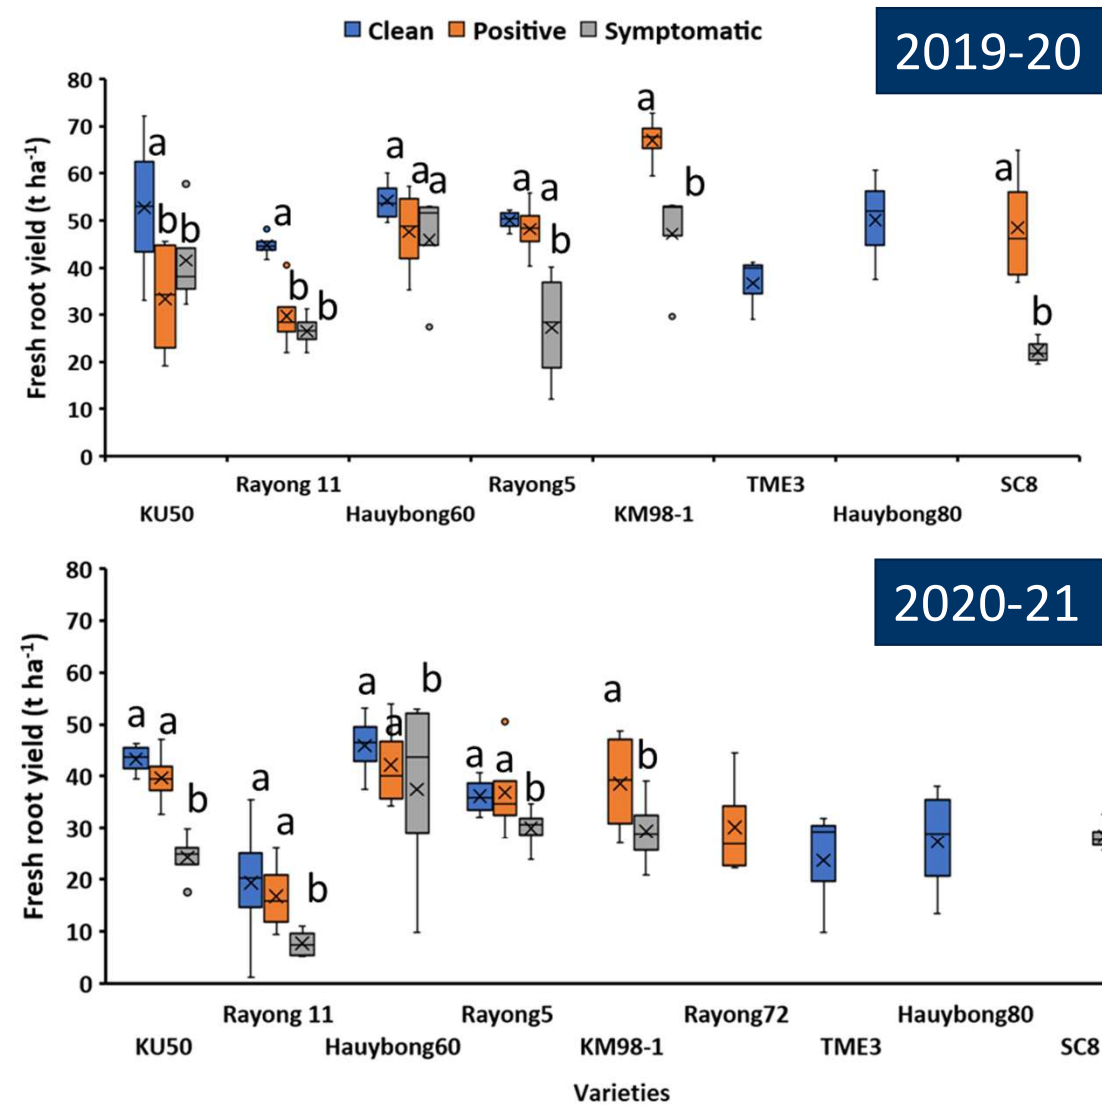 Clean Positive Symptomatic
2019-20
Fresh root yield (t ha-1)
80
70
60
50
40
30
20
10
0
a
b
b
a
b
b
a
a
a
a
a
b
a
b
a
b
Rayong 11 Rayong5 TME3 SC8
KU50 Hauybong60 KM98-1 Hauybong80
2020-21
Fresh root yield (t ha-1)
80
70
60
50
40
30
20
10
0
a
a
b
a
a
b
a
a
b
a
a
b
a
b
Rayong 11 Rayong5 Rayong72 Hauybong80
KU50 Hauybong60 KM98-1 TME3 SC8
Varieties